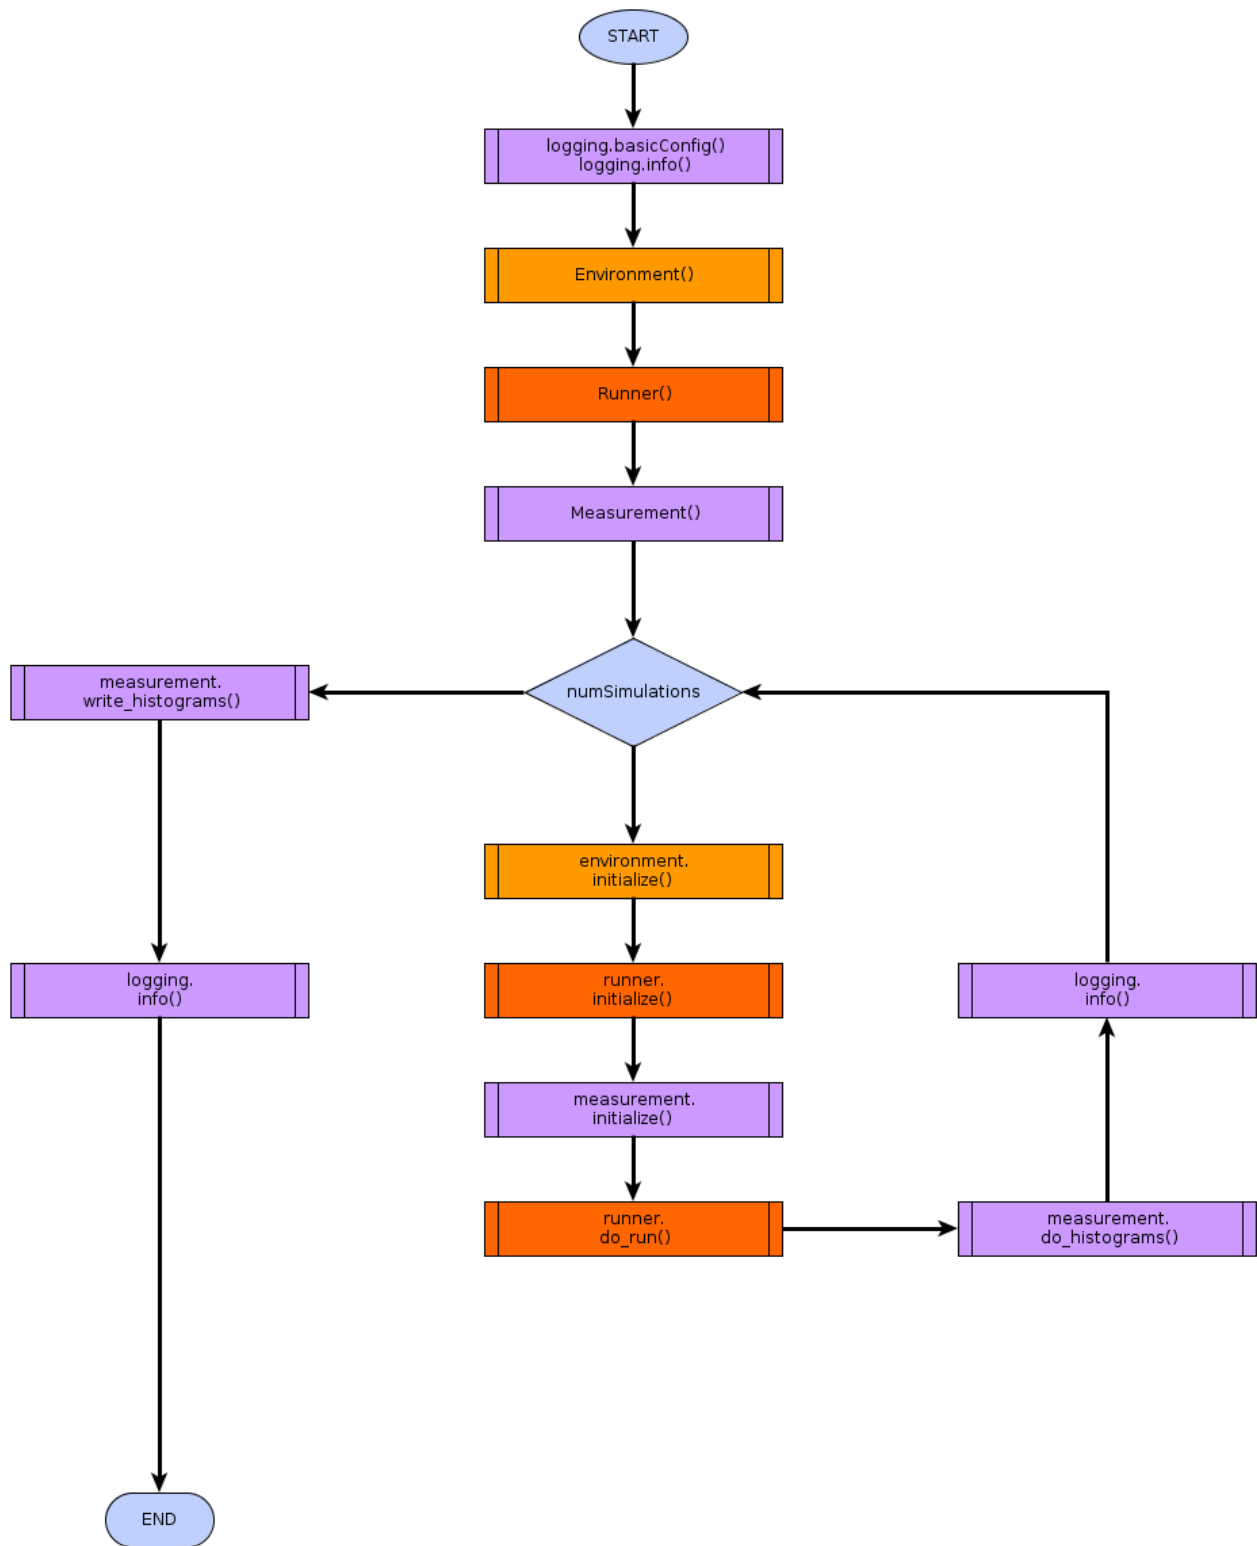 START
logging.basicConfig()
logging.info()
Environment()
Runner()
Measurement()
numSimulations
measurement.
write_histograms()
environment.
initialize()
logging.
info()
runner.
initialize()
logging.
info()
measurement.
initialize()
runner.
do_run()
measurement.
do_histograms()
END